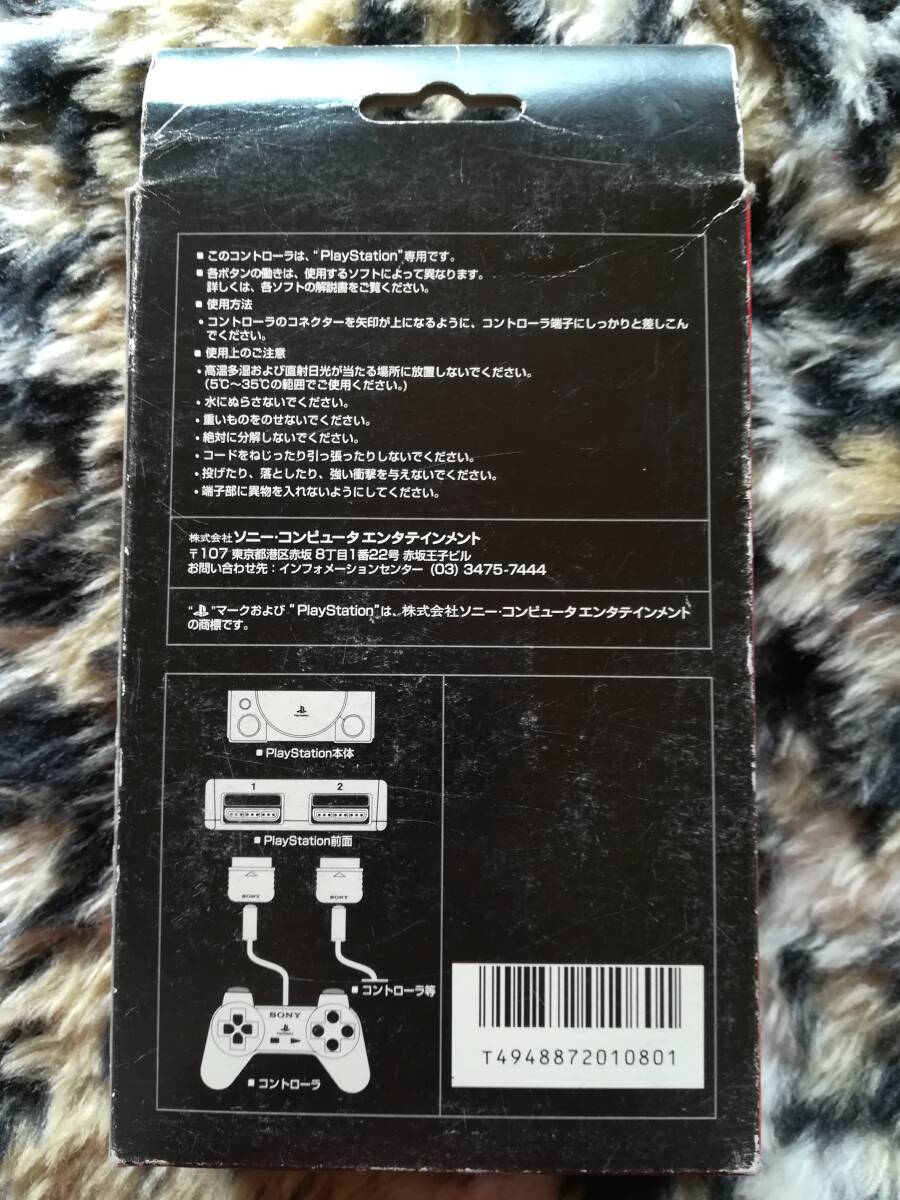 ■ このコントローラは、“PlayStation”専用です。
■ 各ボタンの働きは、使用するソフトによって異なります。
詳しくは、各ソフトの解説書をご覧ください。
■ 使用方法
・コントローラのコネクターを矢印が上になるように、コントローラ端子にしっかりと差しこん
でください。
■ 使用上のご注意
・高温多湿および直射日光が当たる場所に放置しないでください。
(5℃〜35℃の範囲でご使用ください。)
・水にぬらさないでください。
・重いものをのせないでください。
・絶対に分解しないでください。
・コードをねじったり引っ張ったりしないでください。
・投げたり、落としたり、強い衝撃を与えないでください。
・端子部に異物を入れないようにしてください。
株式会社 ソニー・コンピュータ エンタテインメント
〒107 東京都港区赤坂 8丁目1番22号 赤坂王子ビル
お問い合わせ先：インフォメーションセンター (03) 3475-7444
“ ”マークおよび “PlayStation”は、株式会社ソニー・コンピュータ エンタテインメント
の商標です。
PlayStation
■ PlayStation本体
1 2
■ PlayStation前面
SONY SONY
■ コントローラ等
SONY
PlayStation
■ コントローラ
T4948872010801